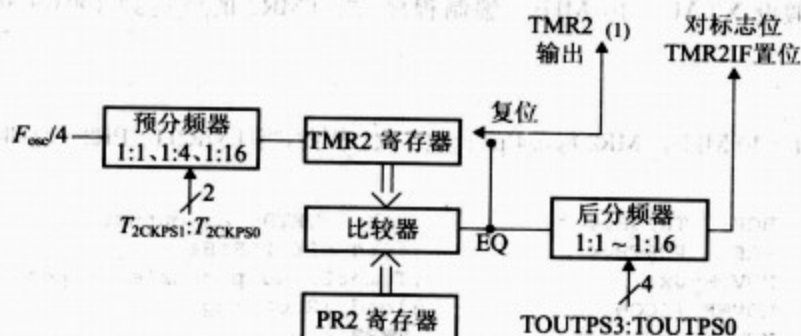 TMR2 (1)
输出
对标志位
TMR2IF置位
复位
Fosc/4
预分频器
1:1、1:4、1:16
TMR2 寄存器
2
T2CKPS1:T2CKPS0
比较器
EQ
后分频器
1:1 ~ 1:16
4
PR2 寄存器
TOUTPS3:TOUTPS0